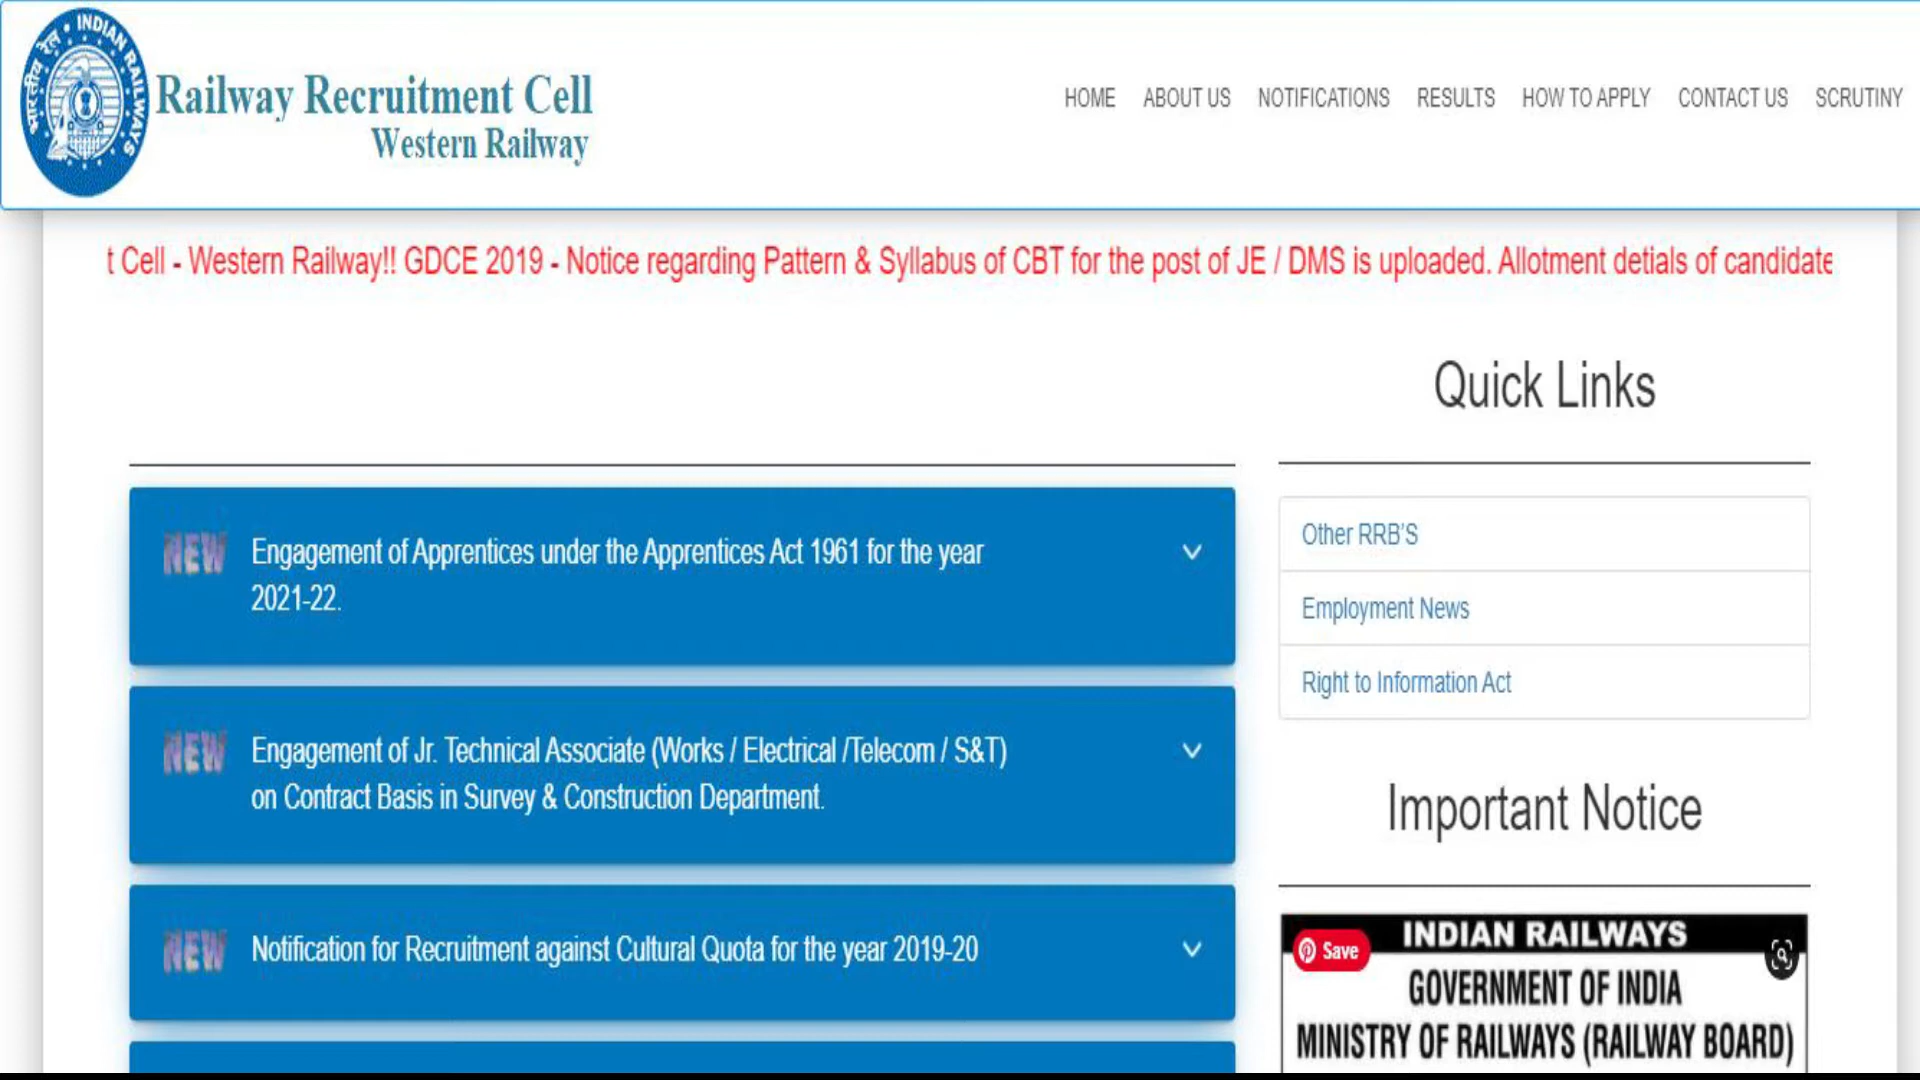 INDIAN RAILWAYS
भारतीय रेल
Railway Recruitment Cell
Western Railway
HOME ABOUT US NOTIFICATIONS RESULTS HOW TO APPLY CONTACT US SCRUTINY
t Cell - Western Railway!! GDCE 2019 - Notice regarding Pattern & Syllabus of CBT for the post of JE / DMS is uploaded. Allotment detials of candidate
NEW Engagement of Apprentices under the Apprentices Act 1961 for the year
2021-22.
NEW Engagement of Jr. Technical Associate (Works / Electrical /Telecom / S&T)
on Contract Basis in Survey & Construction Department.
NEW Notification for Recruitment against Cultural Quota for the year 2019-20
Quick Links
Other RRB'S
Employment News
Right to Information Act
Important Notice
INDIAN RAILWAYS
Save
GOVERNMENT OF INDIA
MINISTRY OF RAILWAYS (RAILWAY BOARD)